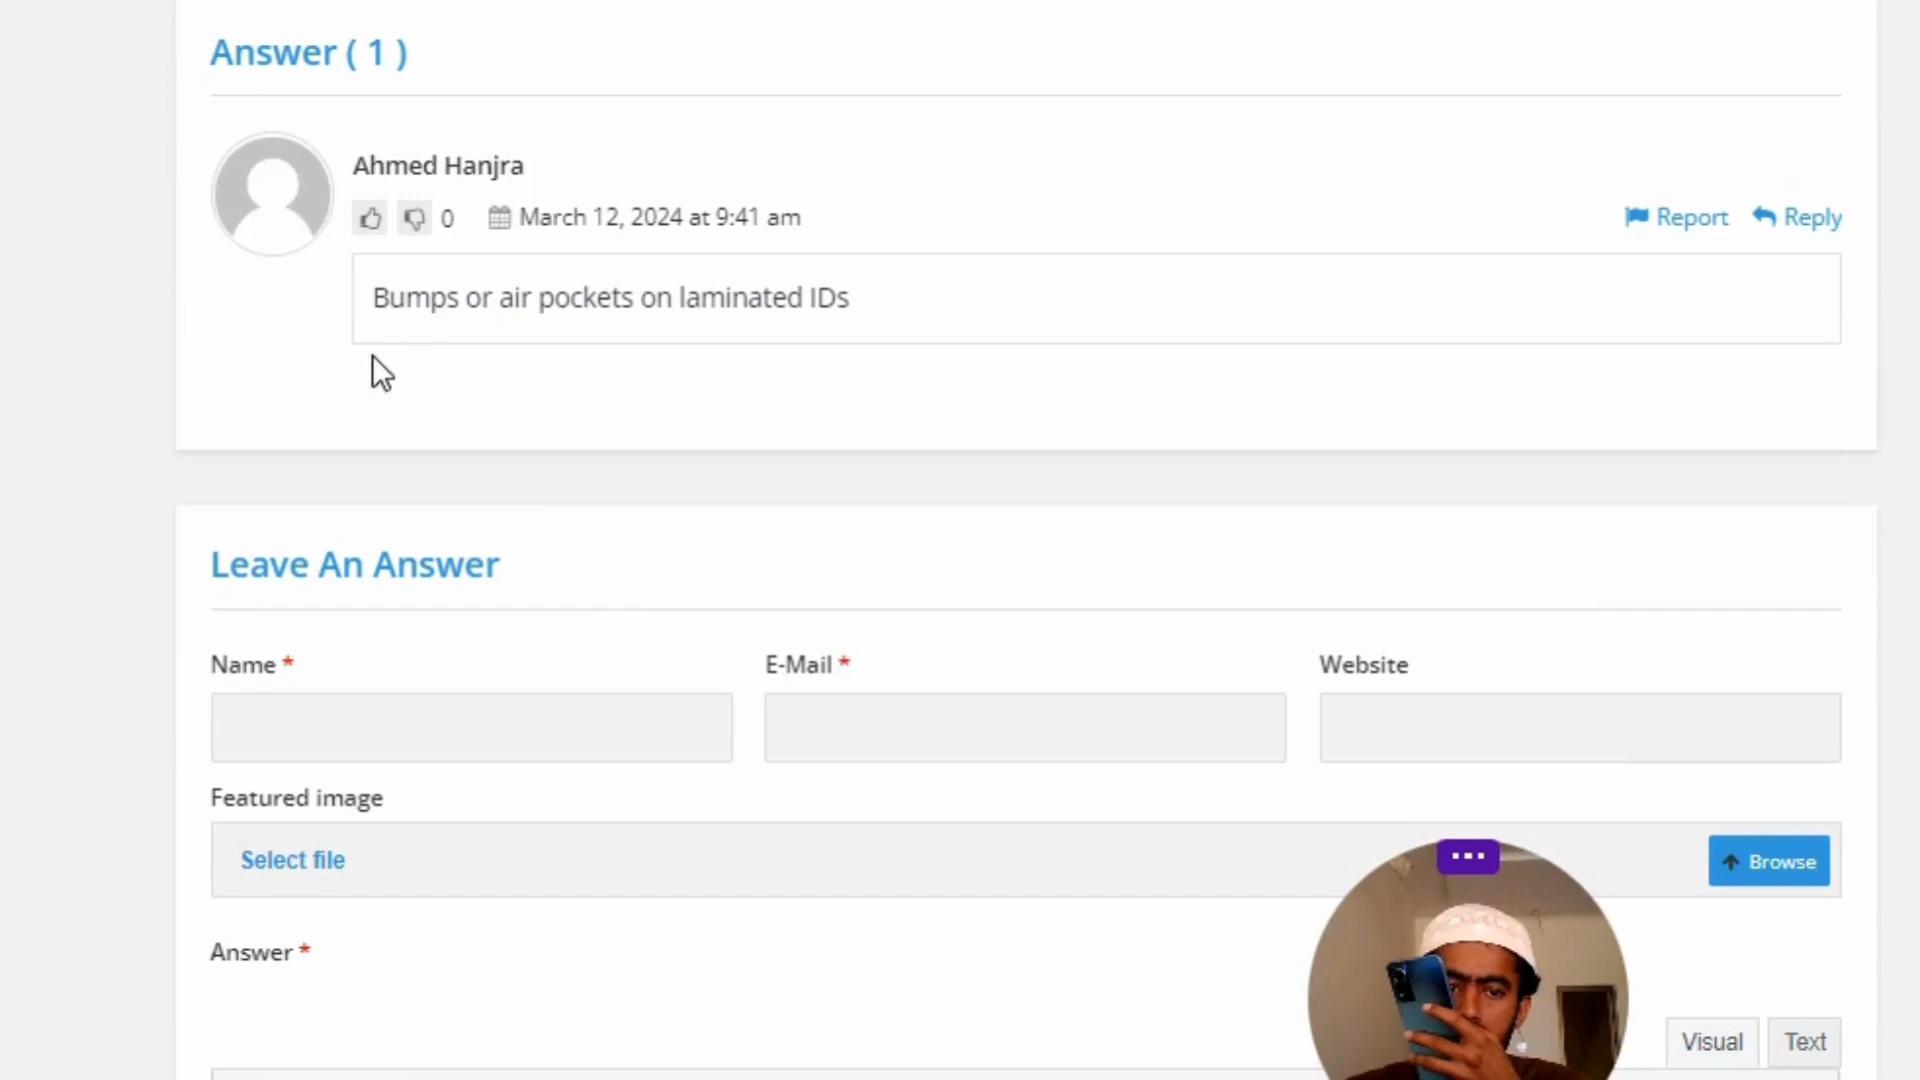 Answer ( 1 )
Ahmed Hanjra
0 March 12, 2024 at 9:41 am Report Reply
Bumps or air pockets on laminated IDs
Leave An Answer
Name * E-Mail * Website
Featured image
Select file Browse
Answer *
Visual Text